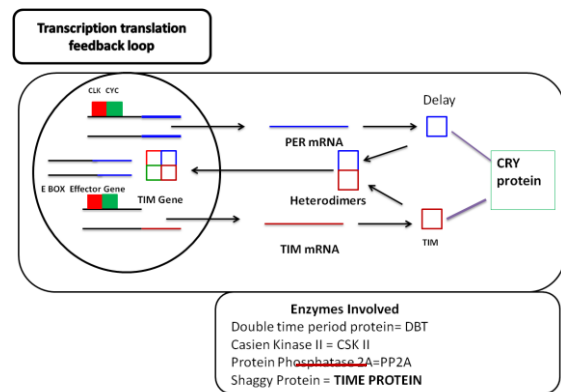 Transcription translation
feedback loop
CLK CYC
Delay
PER mRNA
CRY
protein
E BOX Effector Gene
TIM Gene
Heterodimers
TIM mRNA
TIM
Enzymes Involved
Double time period protein= DBT
Casien Kinase II = CSK II
Protein Phosphatase 2A=PP2A
Shaggy Protein = TIME PROTEIN